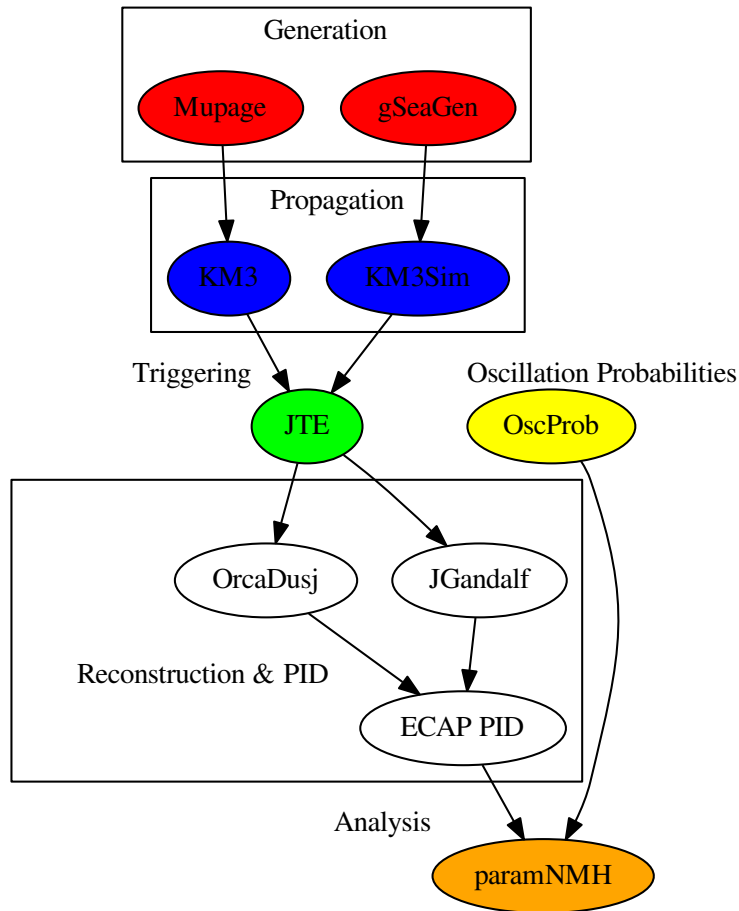 Generation
Mupage
gSeaGen
Propagation
KM3
KM3Sim
Triggering
Oscillation Probabilities
JTE
OscProb
OrcaDusj
JGandalf
Reconstruction & PID
ECAP PID
Analysis
paramNMH